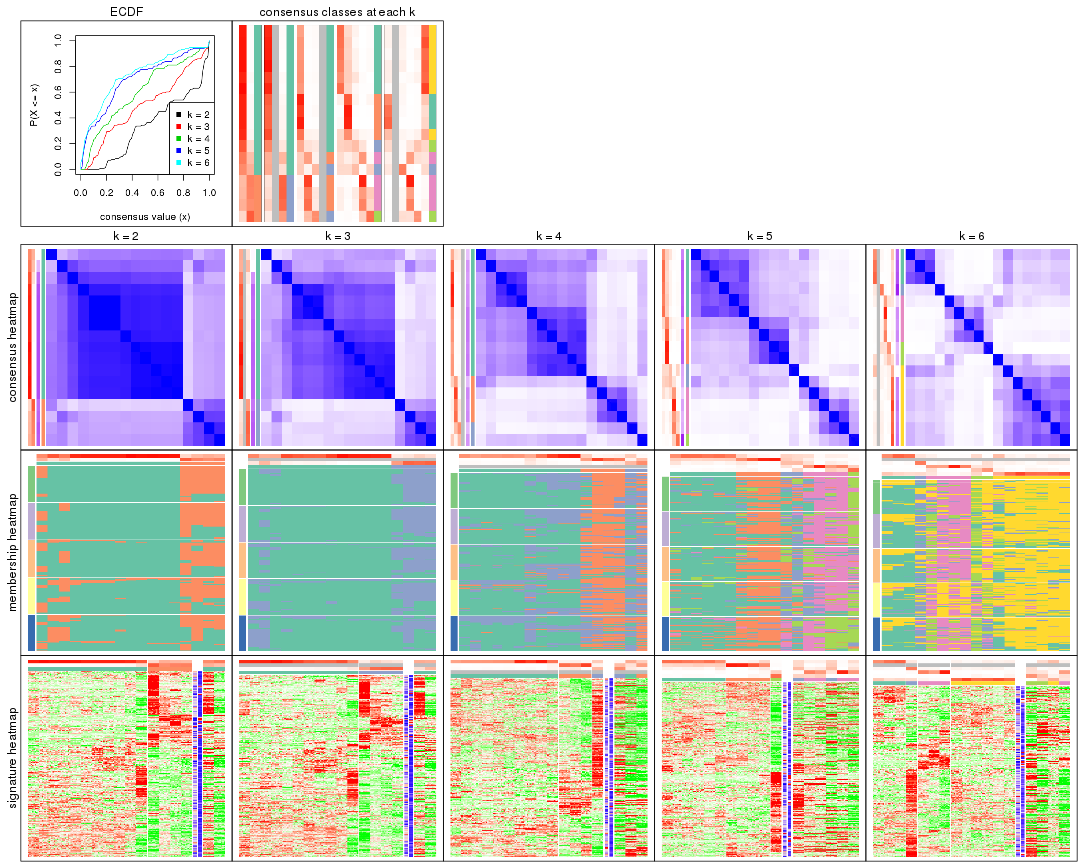 ECDF
consensus classes at each k
P(X <= x)
0.0 0.2 0.4 0.6 0.8 1.0
k = 2
k = 3
k = 4
k = 5
k = 6
0.0 0.2 0.4 0.6 0.8 1.0
consensus value (x)
k = 2 k = 3 k = 4 k = 5 k = 6
consensus heatmap
membership heatmap
signature heatmap